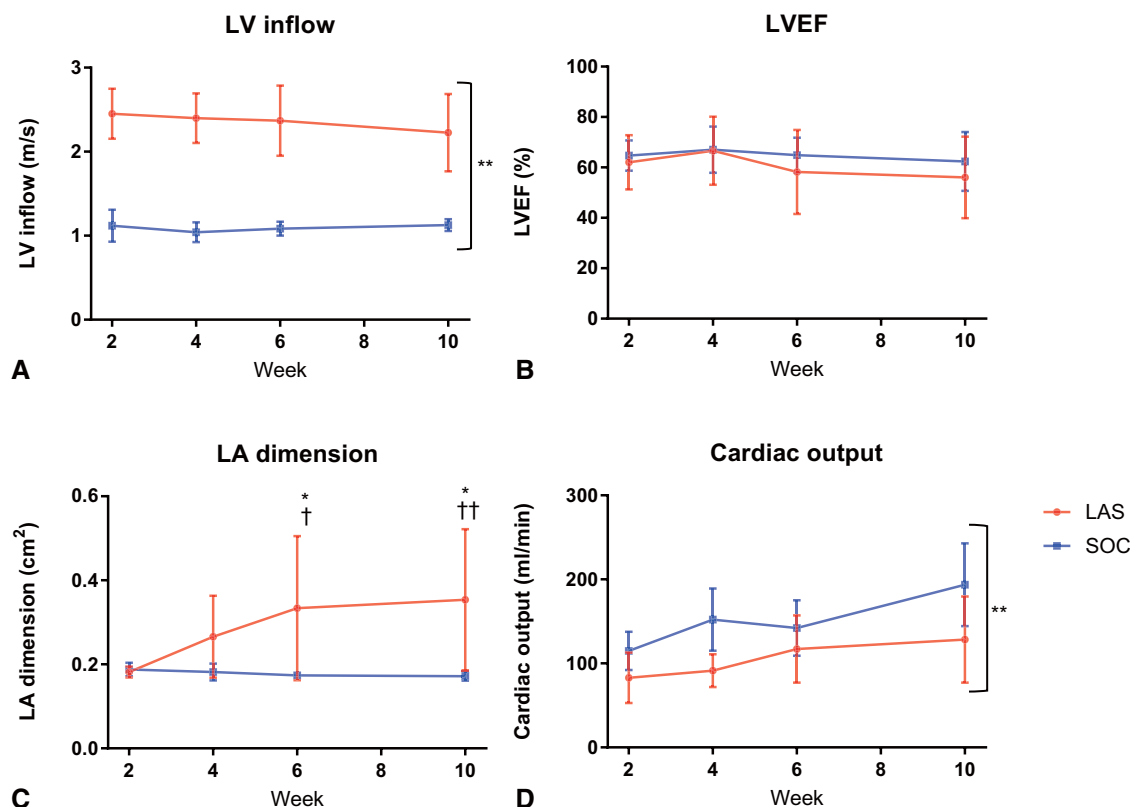 A
LV inflow
LV inflow (m/s)
3
2
1
0
2 4 6 8 10
Week
**
B
LVEF
LVEF (%)
100
80
60
40
20
0
2 4 6 8 10
Week
C
LA dimension
LA dimension (cm²)
0.6
0.4
0.2
0.0
2 4 6 8 10
Week
*
†
*
††
D
Cardiac output
Cardiac output (ml/min)
300
200
100
0
2 4 6 8 10
Week
**
LAS
SOC